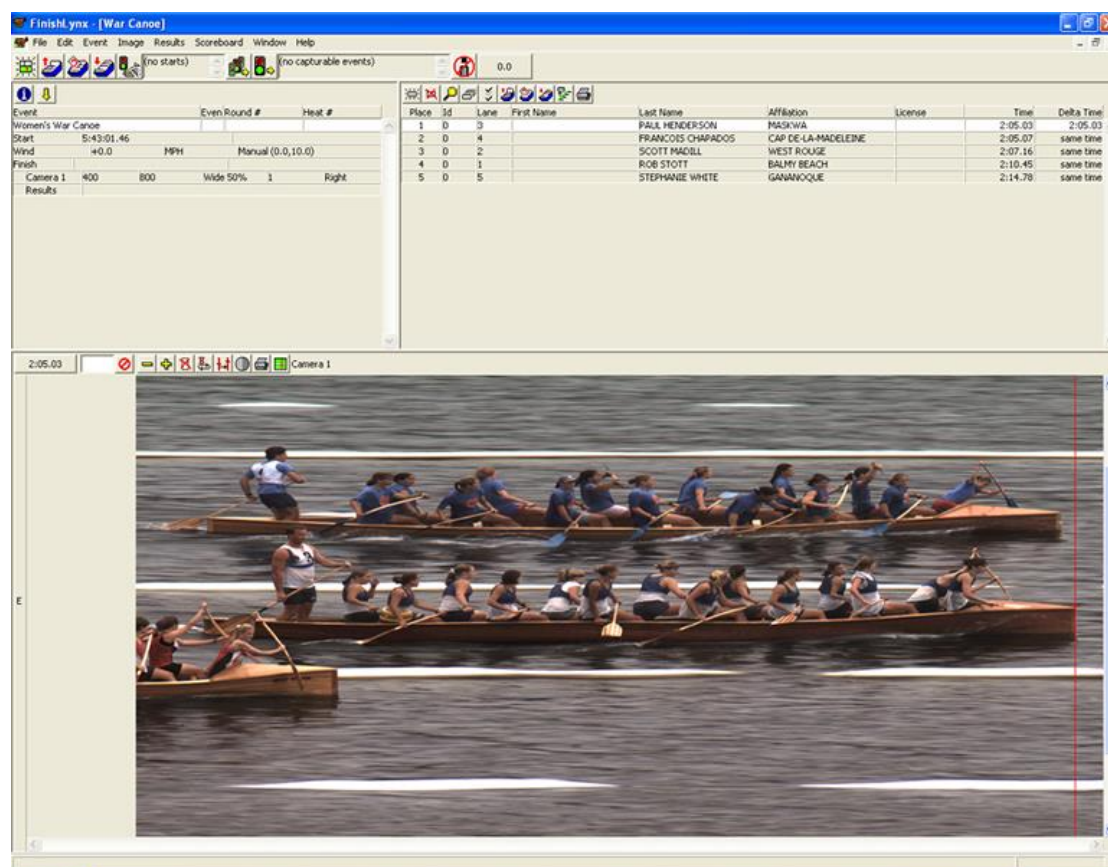 FinishLynx - [War Canoe]
File Edit Event Image Results Scoreboard Window Help
(no starts) (no capturable events) 0.0
Event Even Round # Heat #
Women's War Canoe
Start 5:43:01.46
Wind +0.0 MPH Manual (0.0,10.0)
Finish
Camera 1 400 800 Wide 50% 1 Right
Results
Place Id Lane First Name Last Name Affiliation License Time Delta Time
1 0 3 PAUL HENDERSON MASKWA 2:05.03 2:05.03
2 0 4 FRANCOIS CHAPADOS CAP DE-LA-MADELEINE 2:05.07 same time
3 0 2 SCOTT MADILL WEST ROUGE 2:07.16 same time
4 0 1 ROB STOTT BALMY BEACH 2:10.45 same time
5 0 5 STEPHANIE WHITE GANANOQUE 2:14.78 same time
2:05.03 Camera 1
E
3